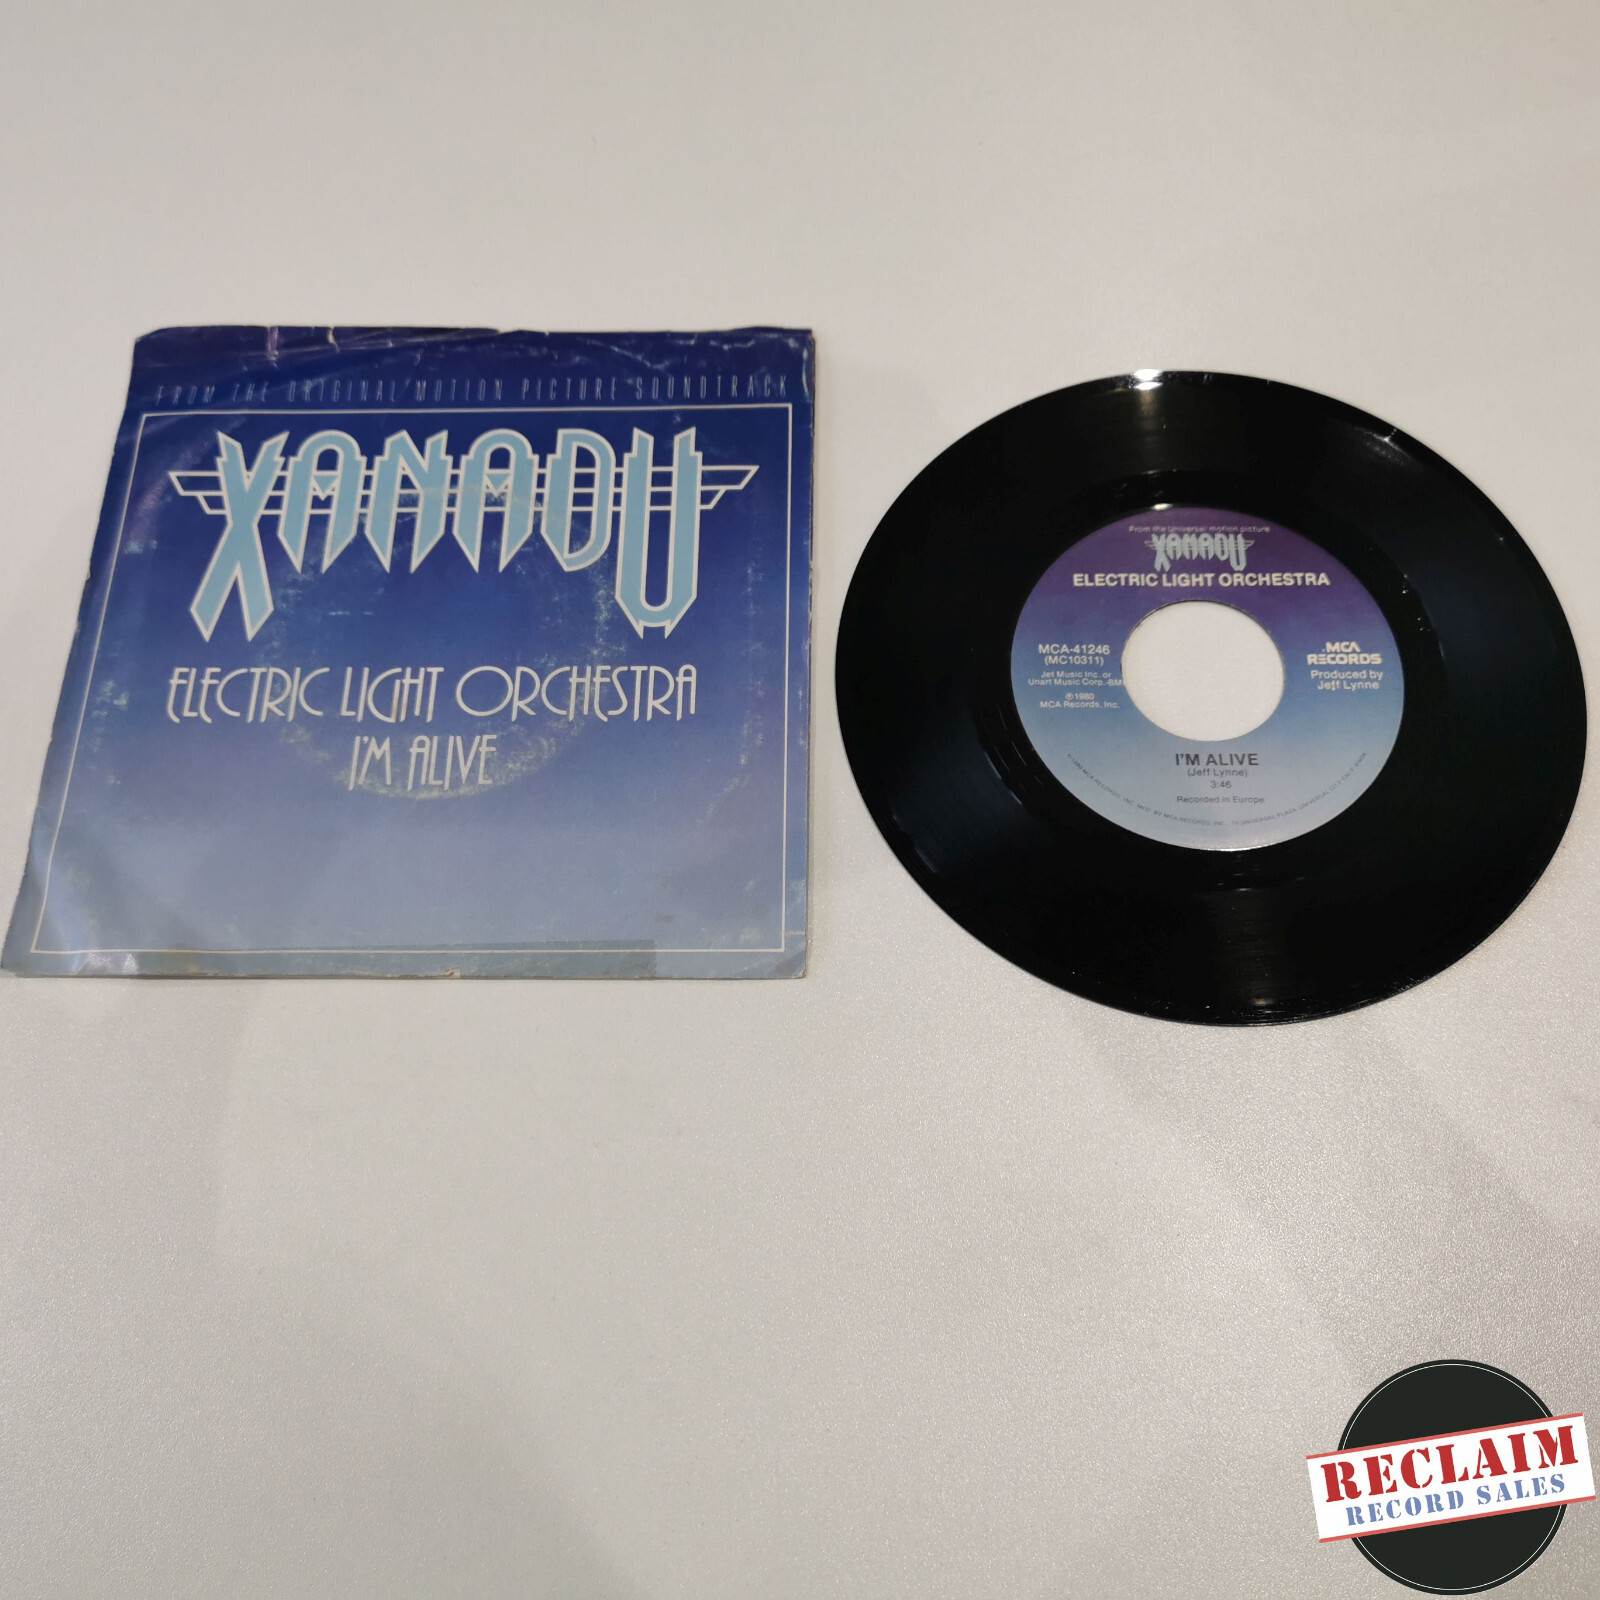 FROM THE ORIGINAL MOTION PICTURE SOUNDTRACK
XANADU
ELECTRIC LIGHT ORCHESTRA
I'M ALIVE
From the Universal motion picture
XANADU
ELECTRIC LIGHT ORCHESTRA
MCA-41246
(MC10311)
Jet Music Inc. or
Unart Music Corp.-BM
℗1980
MCA Records, Inc.
MCA
RECORDS
Produced by
Jeff Lynne
I'M ALIVE
(Jeff Lynne)
3:46
Recorded in Europe
RECLAIM
RECORD SALES